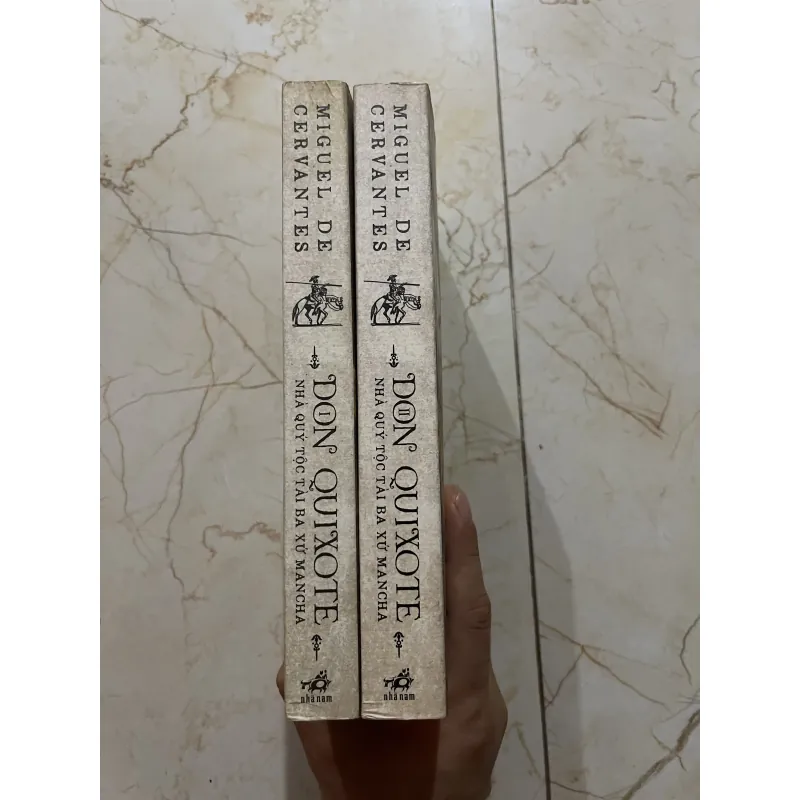 MIGUEL DE
CERVANTES
DON QUIXOTE
I
NHÀ QUÝ TỘC TÀI BA XỨ MANCHA
nhã nam
MIGUEL DE
CERVANTES
DON QUIXOTE
II
NHÀ QUÝ TỘC TÀI BA XỨ MANCHA
nhã nam